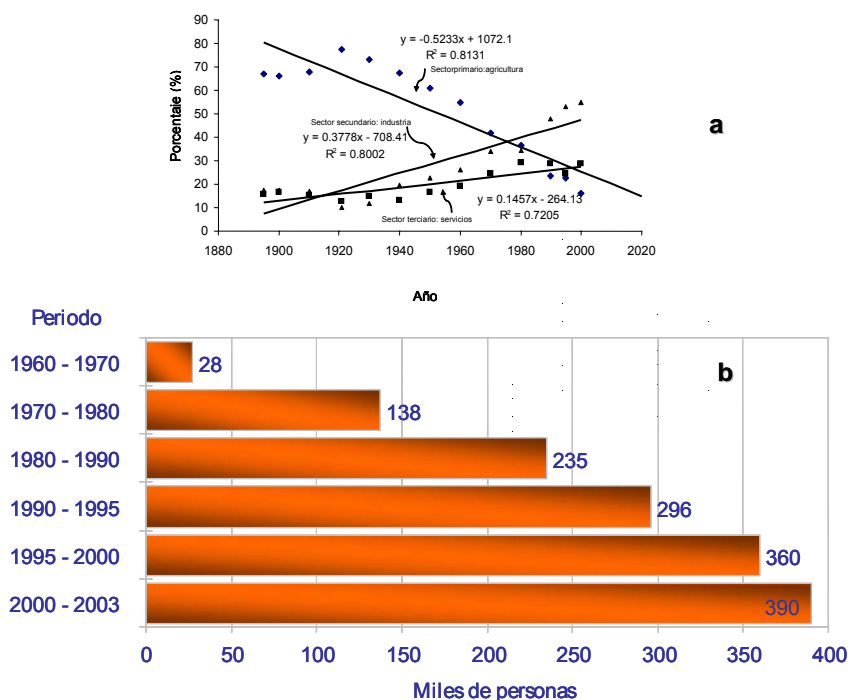 90
80
70
60
50
40
30
20
10
0
Porcentaje (%)
y = -0.5233x + 1072.1
R² = 0.8131
Sectorprimario:agricultura
Sector secundario: industria
y = 0.3778x - 708.41
R² = 0.8002
y = 0.1457x - 264.13
R² = 0.7205
Sector terciario: servicios
a
1880 1900 1920 1940 1960 1980 2000 2020
Año
Periodo
b
1960 - 1970 28
1970 - 1980 138
1980 - 1990 235
1990 - 1995 296
1995 - 2000 360
2000 - 2003 390
0 50 100 150 200 250 300 350 400
Miles de personas